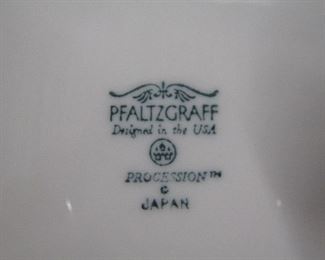 PFALTZGRAFF
Designed in the USA
PROCESSION™
©
JAPAN